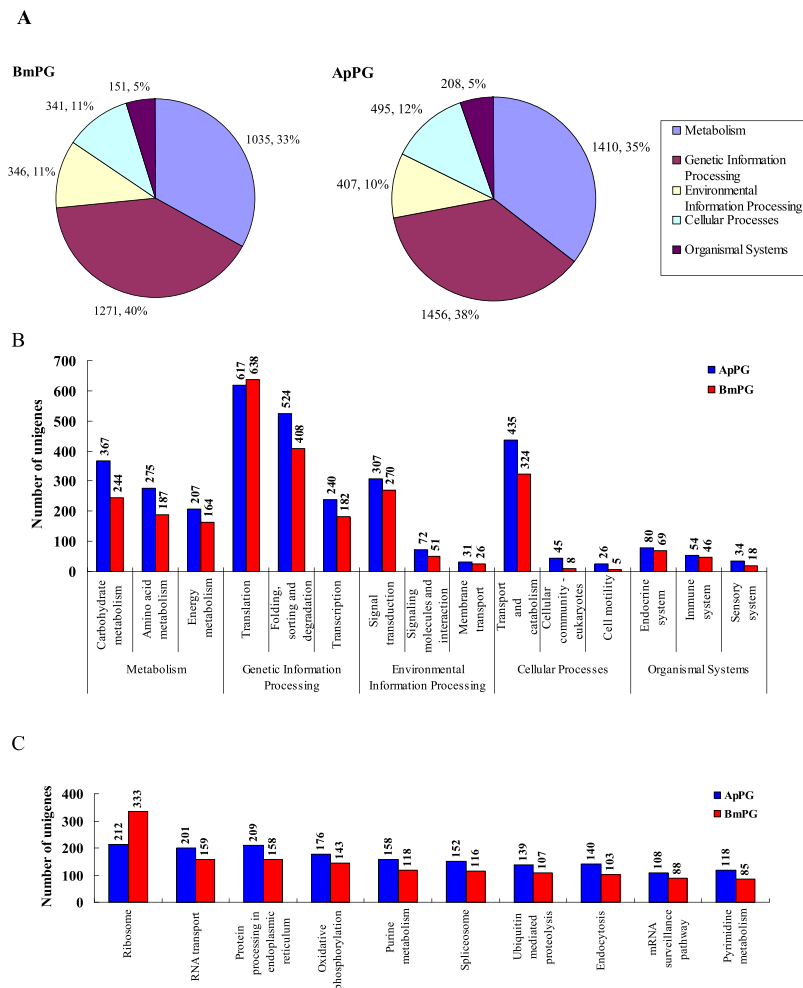 A
BmPG
151, 5%
341, 11%
346, 11%
1035, 33%
1271, 40%
ApPG
208, 5%
495, 12%
407, 10%
1410, 35%
1456, 38%
Metabolism
Genetic Information
Processing
Environmental
Information Processing
Cellular Processes
Organismal Systems
B
Number of unigenes
700
600
500
400
300
200
100
0
ApPG
BmPG
367
244
275
187
207
164
617
638
524
408
240
182
307
270
72
51
31
26
435
324
45
8
26
5
80
69
54
46
34
18
Carbohydrate
metabolism
Amino acid
metabolism
Energy
metabolism
Translation
Folding,
sorting and
degradation
Transcription
Signal
transduction
Signaling
molecules and
interaction
Membrane
transport
Transport
and
catabolism
Cellular
community -
eukaryotes
Cell motility
Endocrine
system
Immune
system
Sensory
system
Metabolism
Genetic Information
Processing
Environmental
Information Processing
Cellular Processes
Organismal Systems
C
Number of unigenes
400
300
200
100
0
ApPG
BmPG
212
333
201
159
209
158
176
143
158
118
152
116
139
107
140
103
108
88
118
85
Ribosome
RNA transport
Protein
processing in
endoplasmic
reticulum
Oxidative
phosphorylation
Purine
metabolism
Spliceosome
Ubiquitin
mediated
proteolysis
Endocytosis
mRNA
surveillance
pathway
Pyrimidine
metabolism